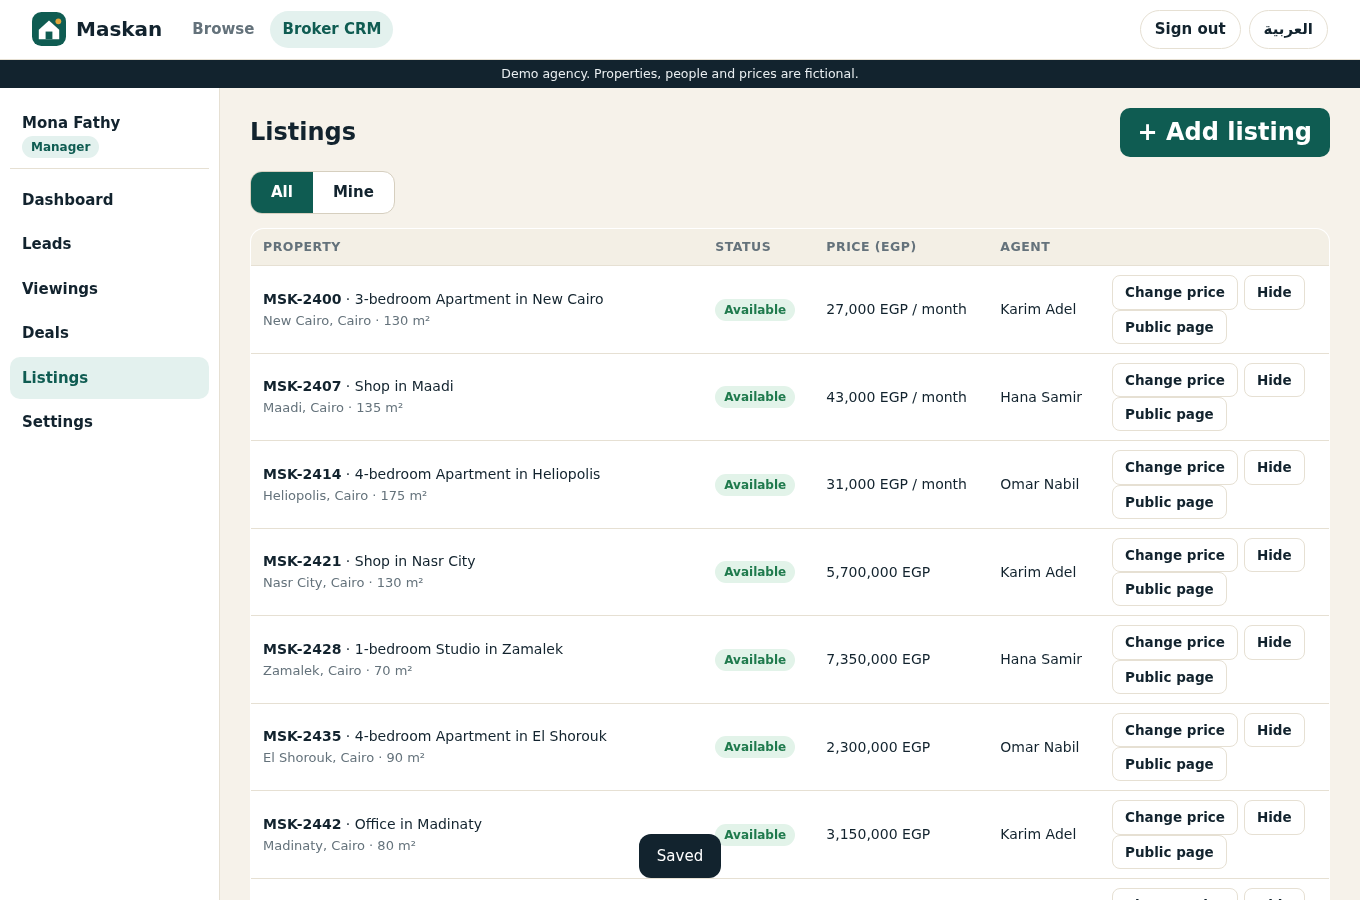 Maskan
Browse
Broker CRM
Sign out
العربية
Demo agency. Properties, people and prices are fictional.
Mona Fathy
Manager
Dashboard
Leads
Viewings
Deals
Listings
Settings
Listings
+ Add listing
All
Mine
PROPERTY STATUS PRICE (EGP) AGENT
MSK-2400 · 3-bedroom Apartment in New Cairo
New Cairo, Cairo · 130 m²
Available
27,000 EGP / month
Karim Adel
Change price
Hide
Public page
MSK-2407 · Shop in Maadi
Maadi, Cairo · 135 m²
Available
43,000 EGP / month
Hana Samir
Change price
Hide
Public page
MSK-2414 · 4-bedroom Apartment in Heliopolis
Heliopolis, Cairo · 175 m²
Available
31,000 EGP / month
Omar Nabil
Change price
Hide
Public page
MSK-2421 · Shop in Nasr City
Nasr City, Cairo · 130 m²
Available
5,700,000 EGP
Karim Adel
Change price
Hide
Public page
MSK-2428 · 1-bedroom Studio in Zamalek
Zamalek, Cairo · 70 m²
Available
7,350,000 EGP
Hana Samir
Change price
Hide
Public page
MSK-2435 · 4-bedroom Apartment in El Shorouk
El Shorouk, Cairo · 90 m²
Available
2,300,000 EGP
Omar Nabil
Change price
Hide
Public page
MSK-2442 · Office in Madinaty
Madinaty, Cairo · 80 m²
Available
3,150,000 EGP
Karim Adel
Change price
Hide
Public page
Saved